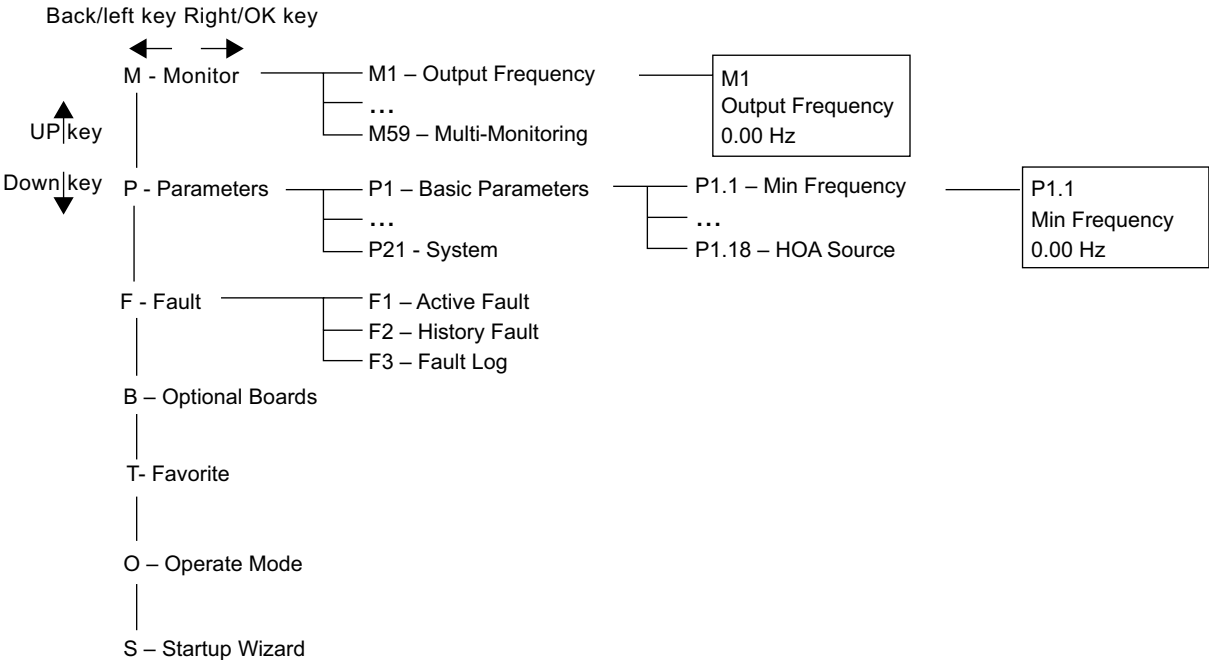 Back/left key Right/OK key
M - Monitor
M1 – Output Frequency
...
M59 – Multi-Monitoring
M1
Output Frequency
0.00 Hz
UP key
Down key
P - Parameters
P1 – Basic Parameters
...
P21 - System
P1.1 – Min Frequency
...
P1.18 – HOA Source
P1.1
Min Frequency
0.00 Hz
F - Fault
F1 – Active Fault
F2 – History Fault
F3 – Fault Log
B – Optional Boards
T- Favorite
O – Operate Mode
S – Startup Wizard